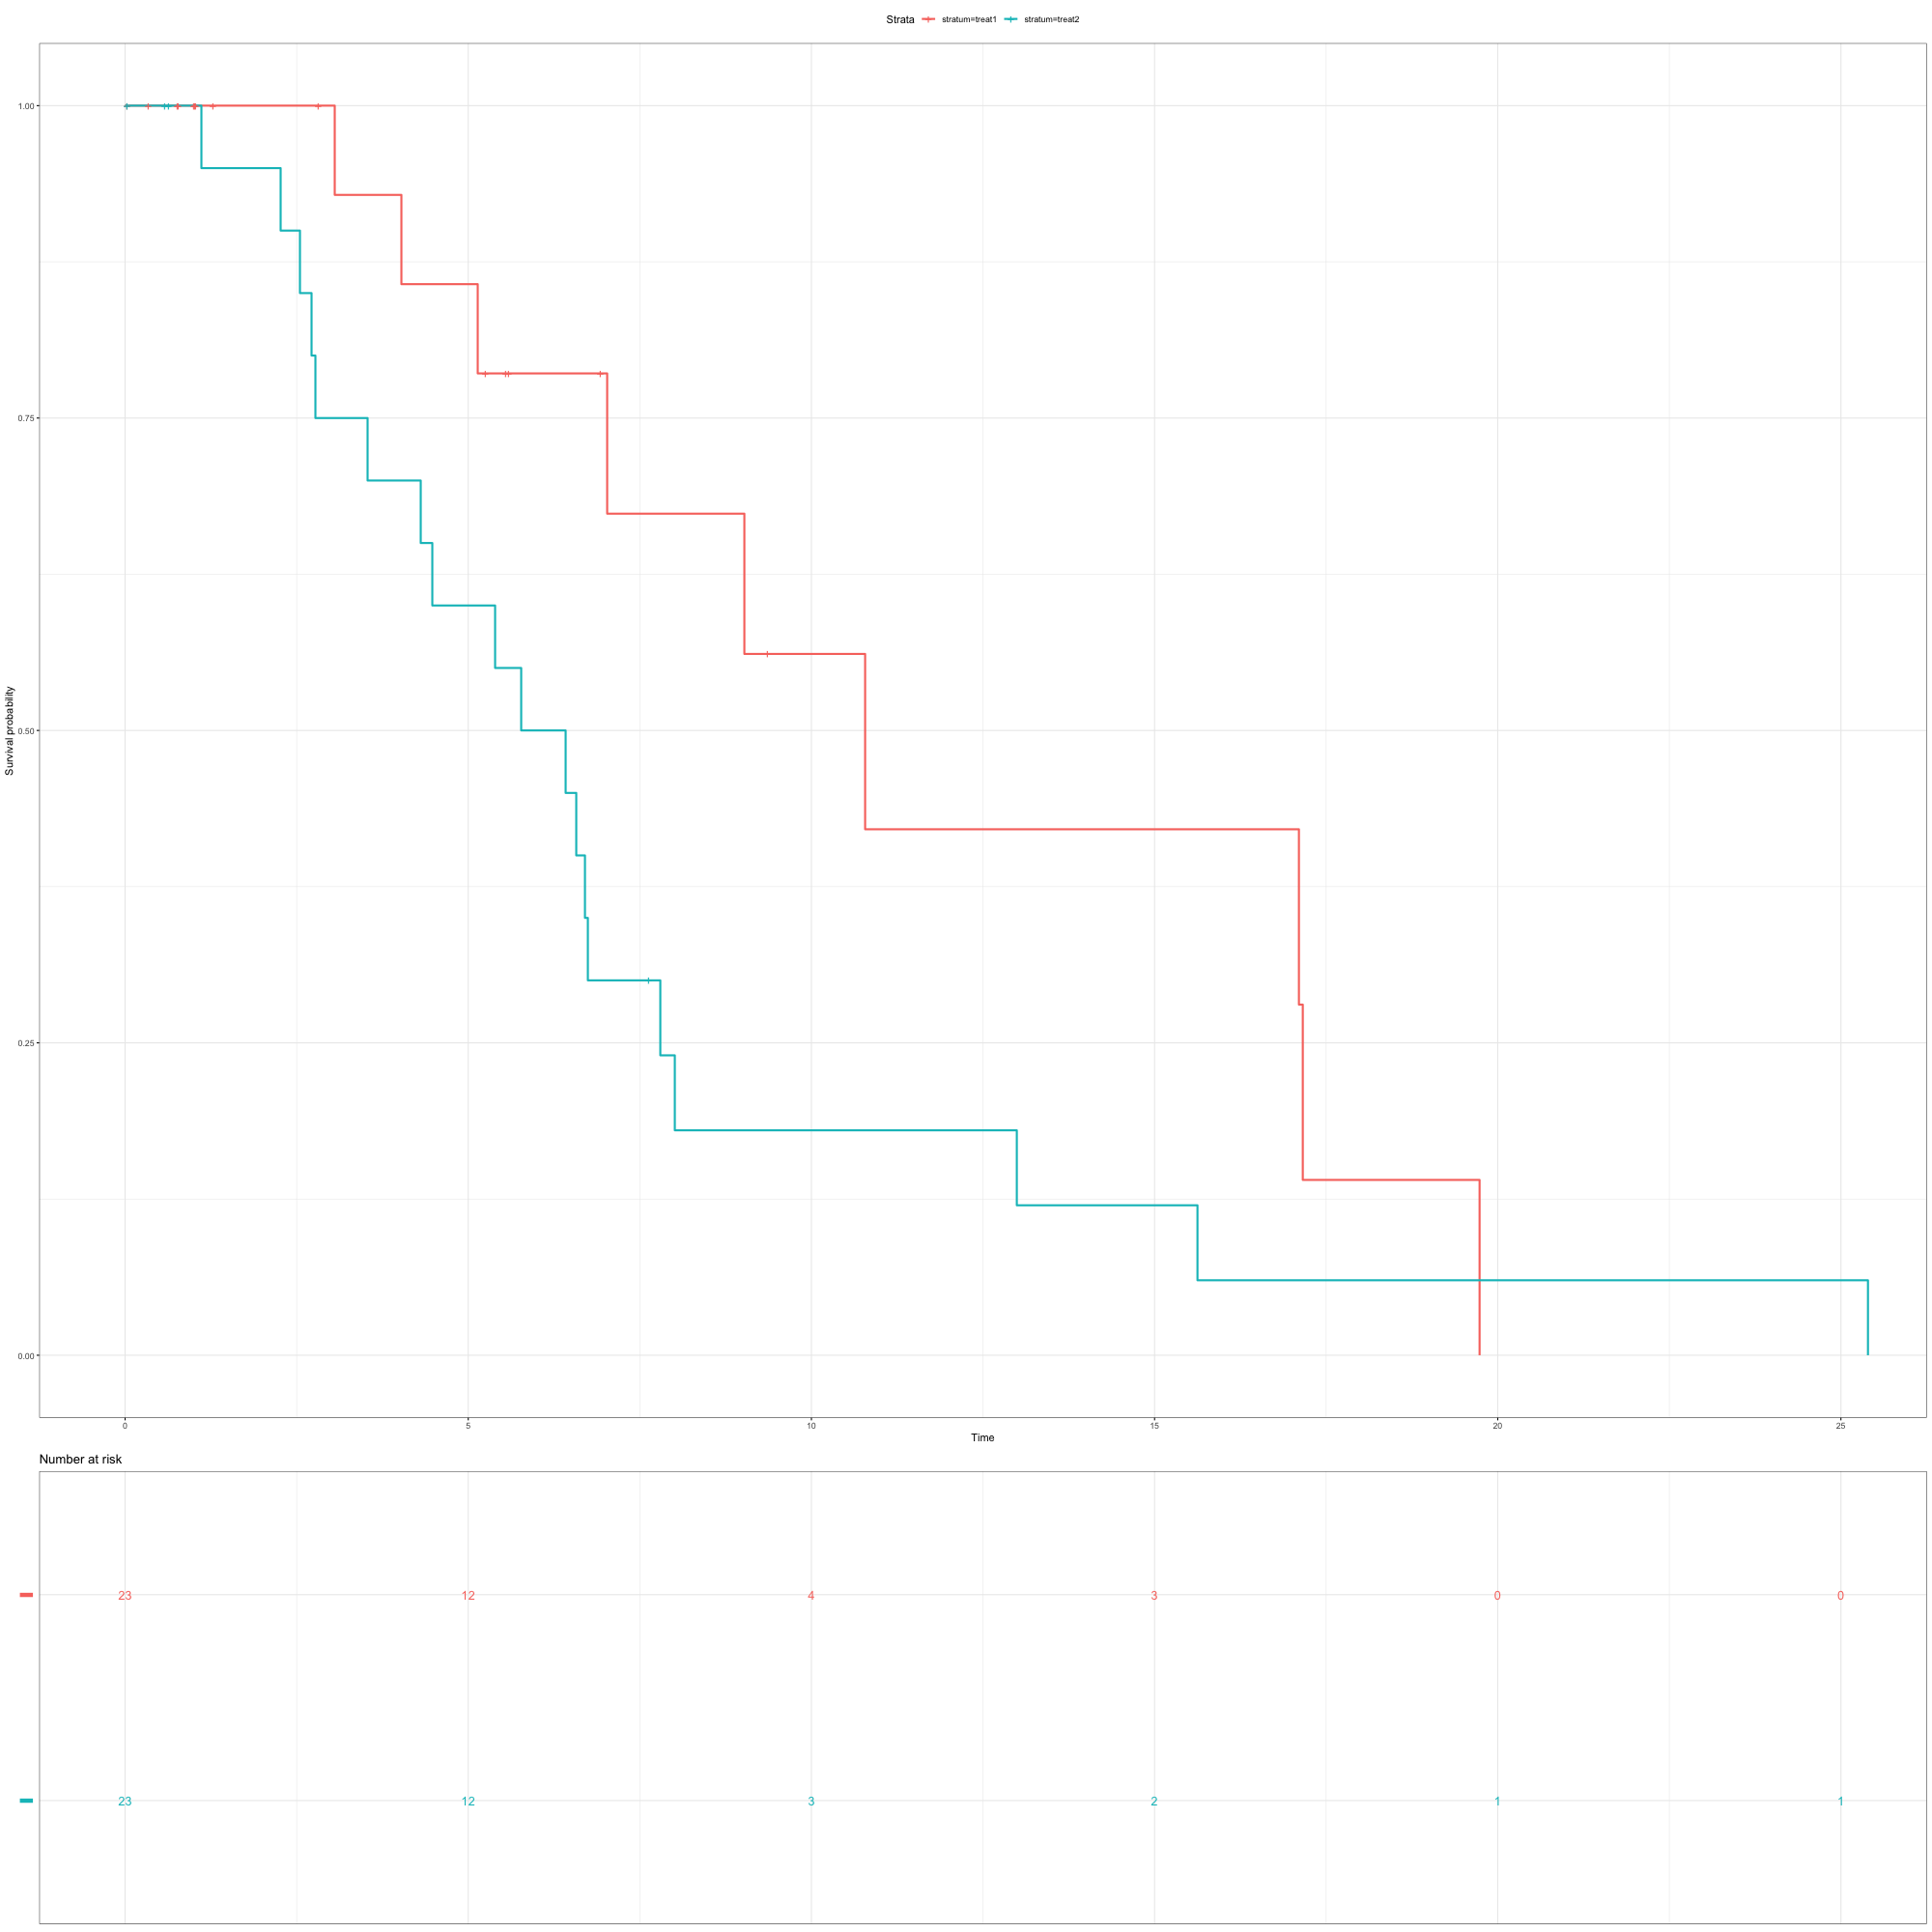 Strata stratum=treat1 stratum=treat2
1.00
0.75
0.50
0.25
0.00
Survival probability
0 5 10 15 20 25
Time
Number at risk
23 12 4 3 0 0
23 12 3 2 1 1